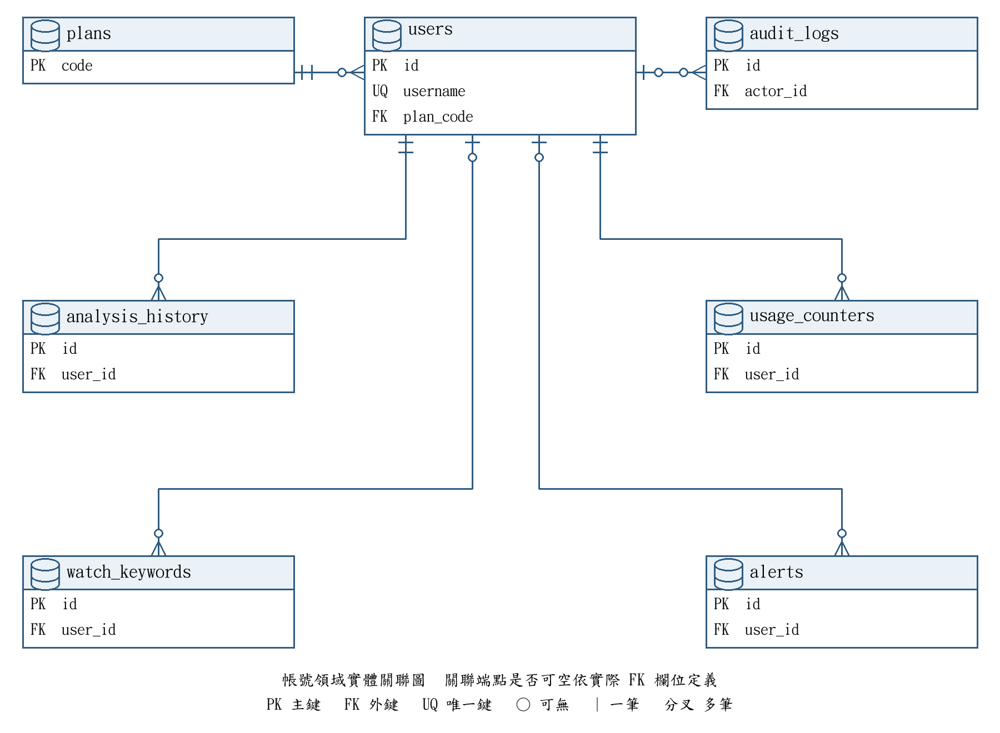 plans
PK code
users
PK id
UQ username
FK plan_code
audit_logs
PK id
FK actor_id
analysis_history
PK id
FK user_id
usage_counters
PK id
FK user_id
watch_keywords
PK id
FK user_id
alerts
PK id
FK user_id
帳號領域實體關聯圖 關聯端點是否可空依實際 FK 欄位定義
PK 主鍵 FK 外鍵 UQ 唯一鍵 ○ 可無 | 一筆 分叉 多筆